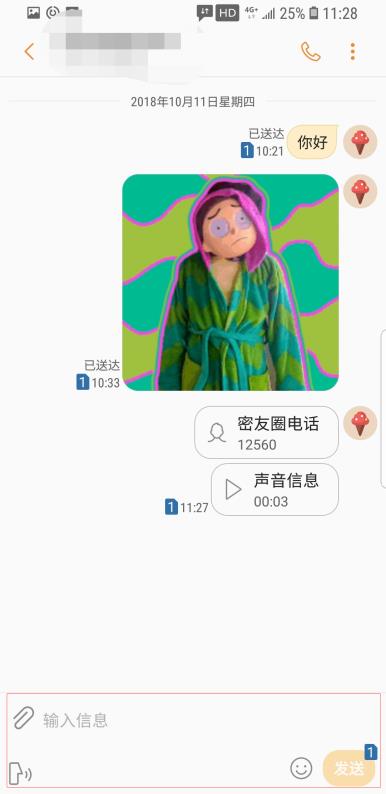 HD 4G+ 25% 11:28
2018年10月11日星期四
已送达
你好
1 10:21
已送达
1 10:33
密友圈电话
12560
声音信息
00:03
1 11:27
输入信息
1
发送